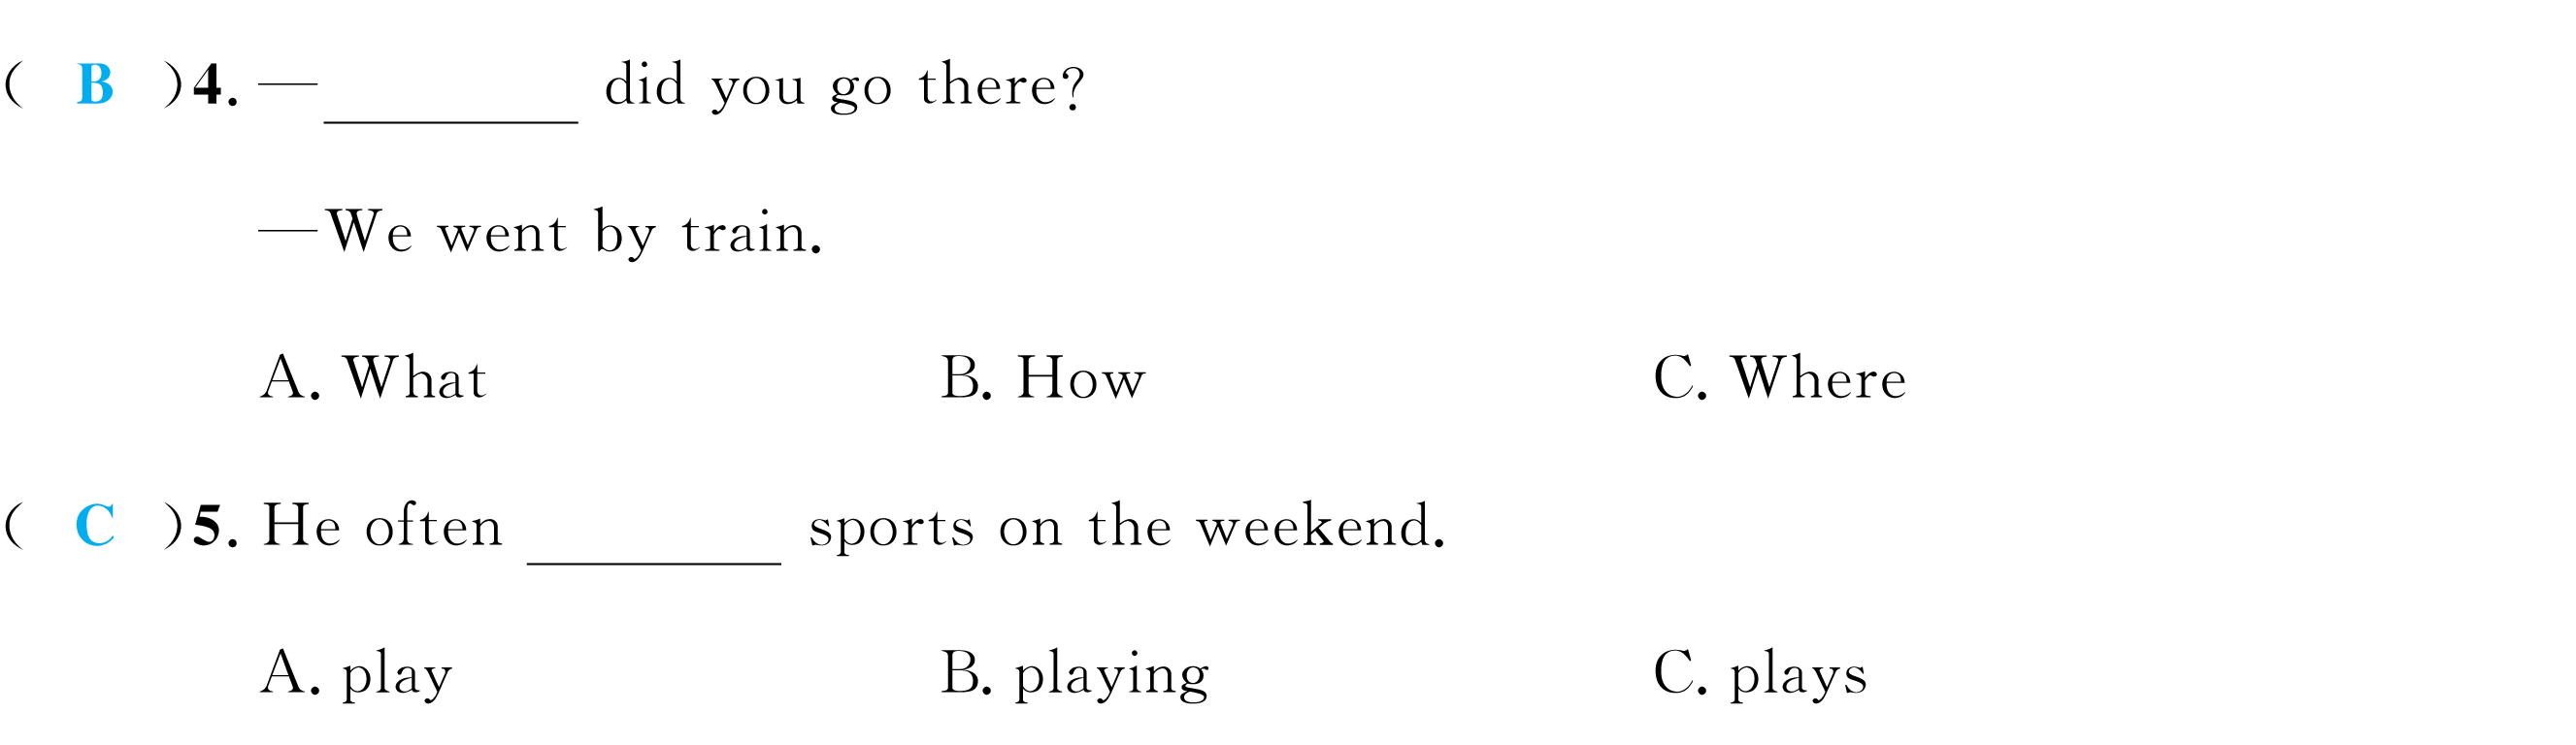 ( B )4. —________ did you go there?
—We went by train.
A. What B. How C. Where
( C )5. He often ________ sports on the weekend.
A. play B. playing C. plays